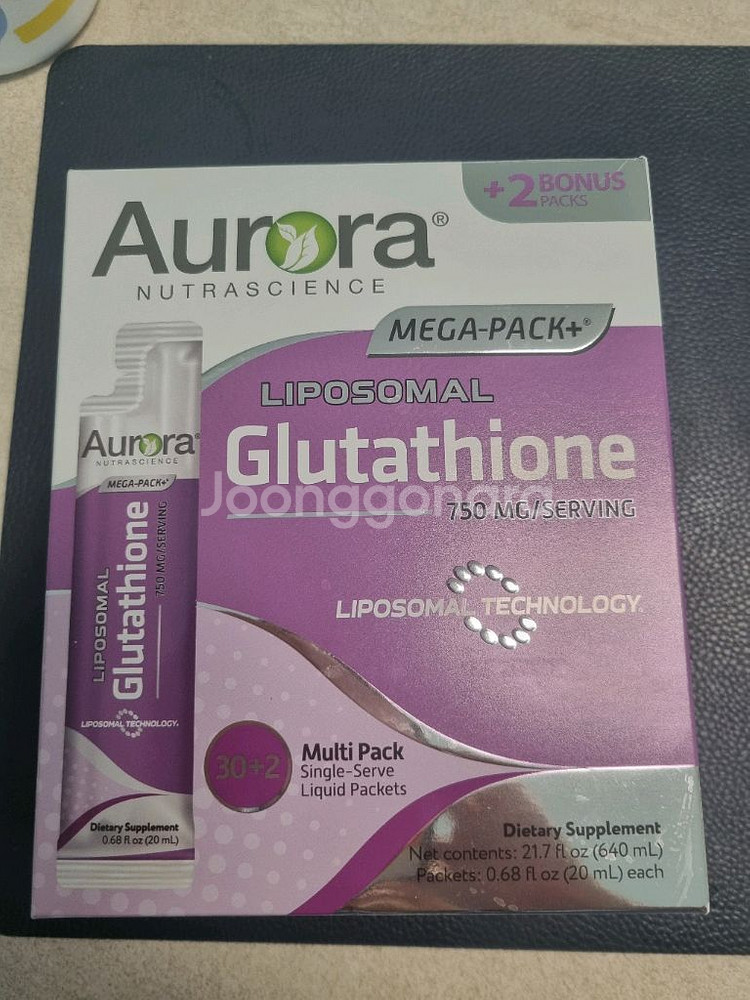 +2 BONUS
PACKS
Aurora®
NUTRASCIENCE
MEGA-PACK+®
LIPOSOMAL
Glutathione
750 MG/SERVING
LIPOSOMAL TECHNOLOGY.
Aurora®
NUTRASCIENCE
MEGA-PACK+®
LIPOSOMAL
Glutathione
750 MG/SERVING
LIPOSOMAL TECHNOLOGY.
Dietary Supplement
0.68 fl oz (20 mL)
30+2
Multi Pack
Single-Serve
Liquid Packets
Dietary Supplement
Net contents: 21.7 fl oz (640 mL)
Packets: 0.68 fl oz (20 mL) each
Joonggonara